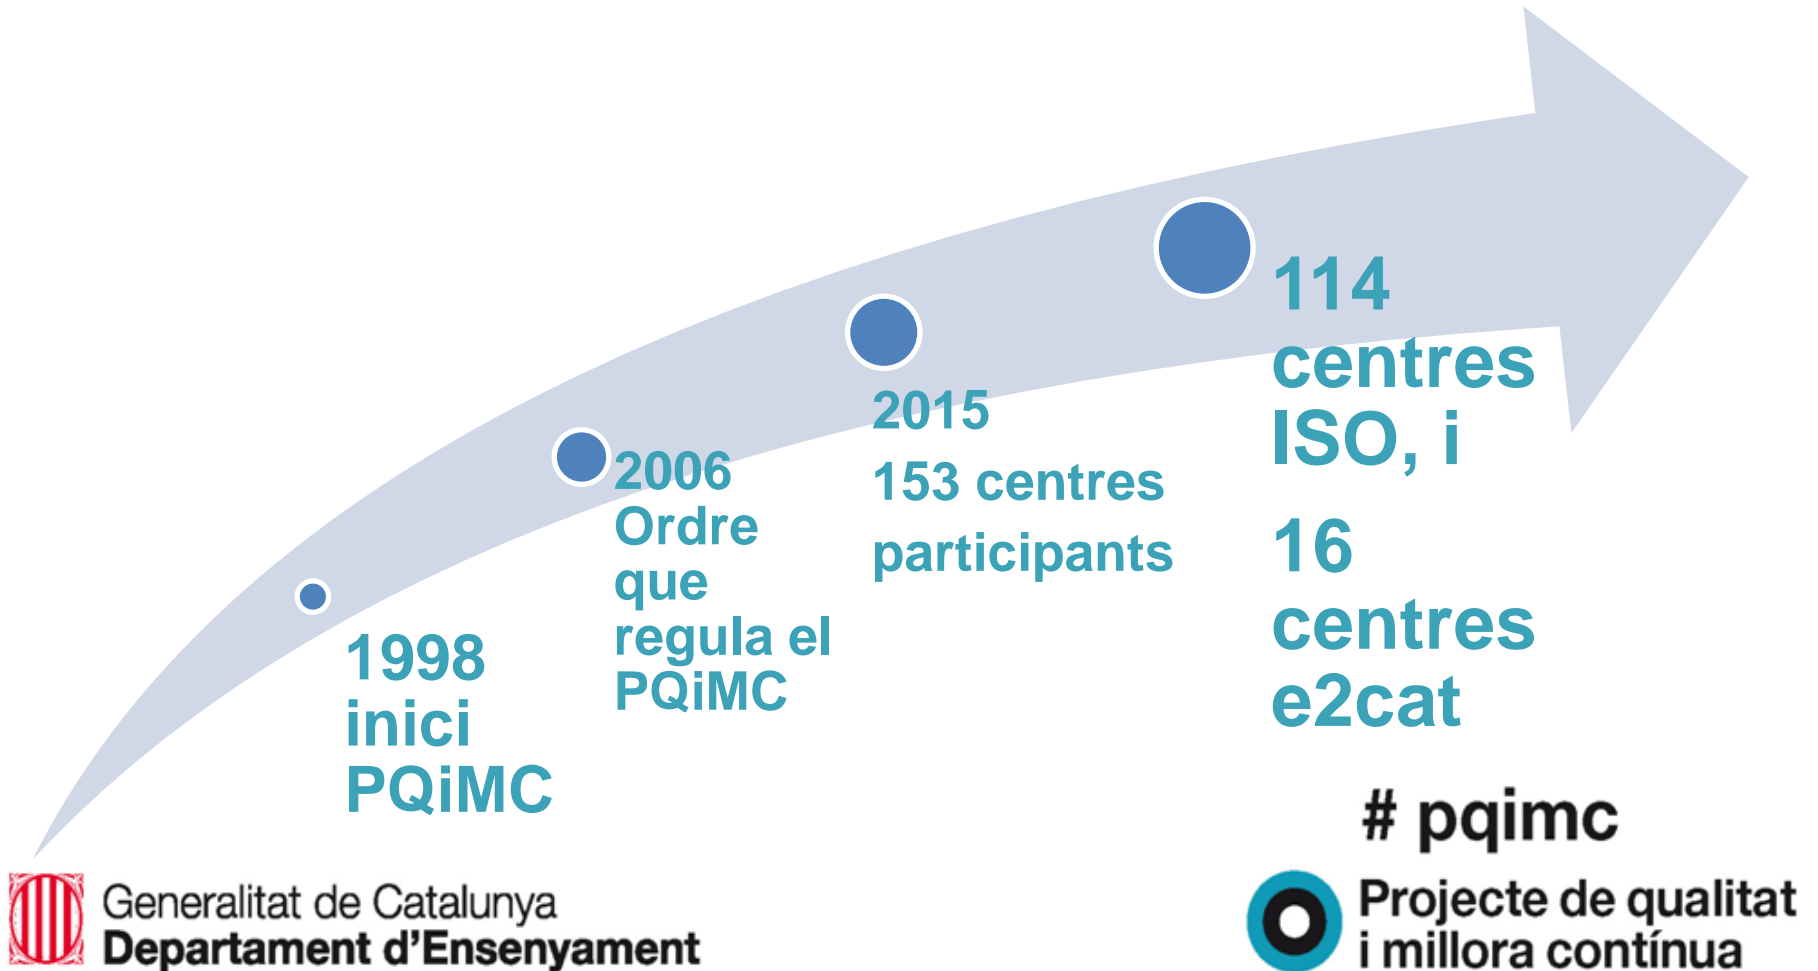 1998
inici
PQiMC
2006
Ordre
que
regula el
PQiMC
2015
153 centres
participants
114
centres
ISO, i
16
centres
e2cat
# pqimc
Generalitat de Catalunya
Departament d'Ensenyament
Projecte de qualitat
i millora contínua